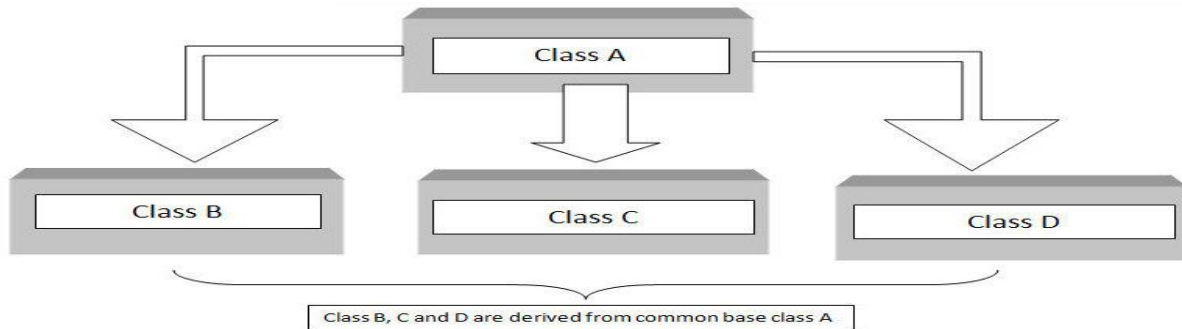 Class A
Class B
Class C
Class D
Class B, C and D are derived from common base class A